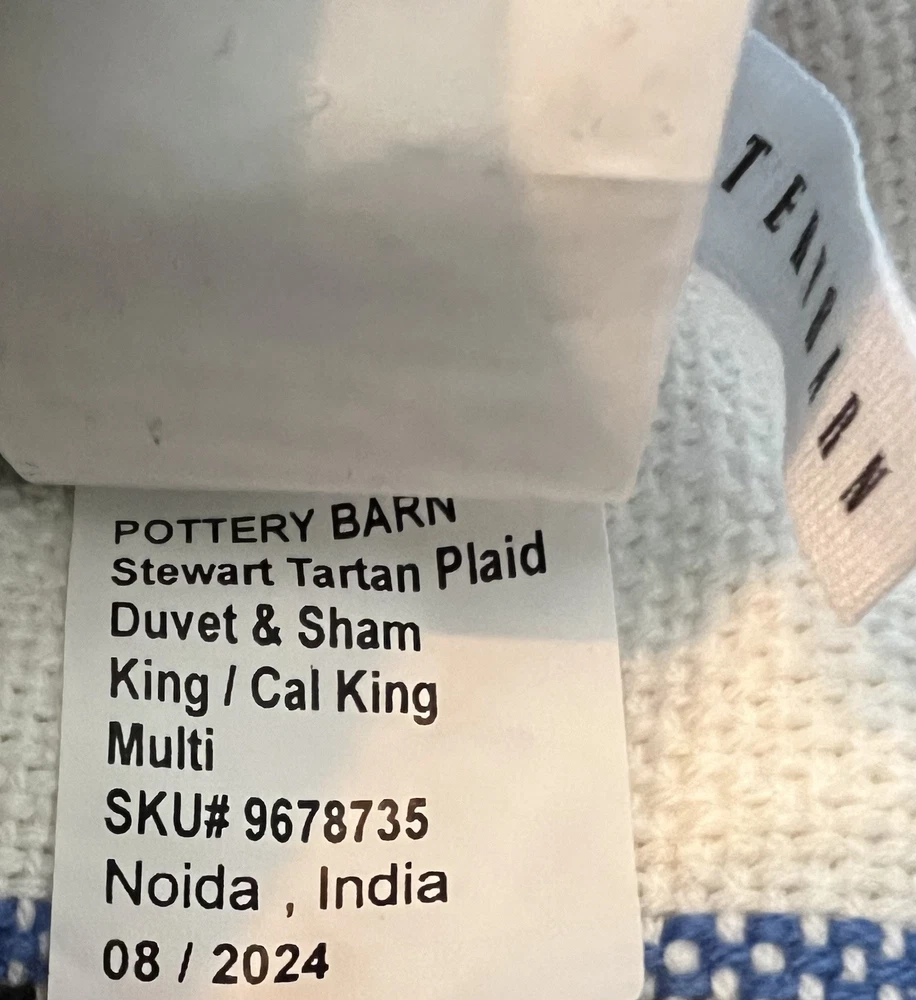 POTTERY BARN
Stewart Tartan Plaid
Duvet & Sham
King / Cal King
Multi
SKU# 9678735
Noida , India
08 / 2024